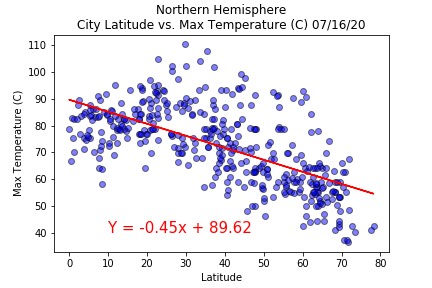 Northern Hemisphere
City Latitude vs. Max Temperature (C) 07/16/20
Max Temperature (C)
110
100
90
80
70
60
50
40
Y = -0.45x + 89.62
0 10 20 30 40 50 60 70 80
Latitude